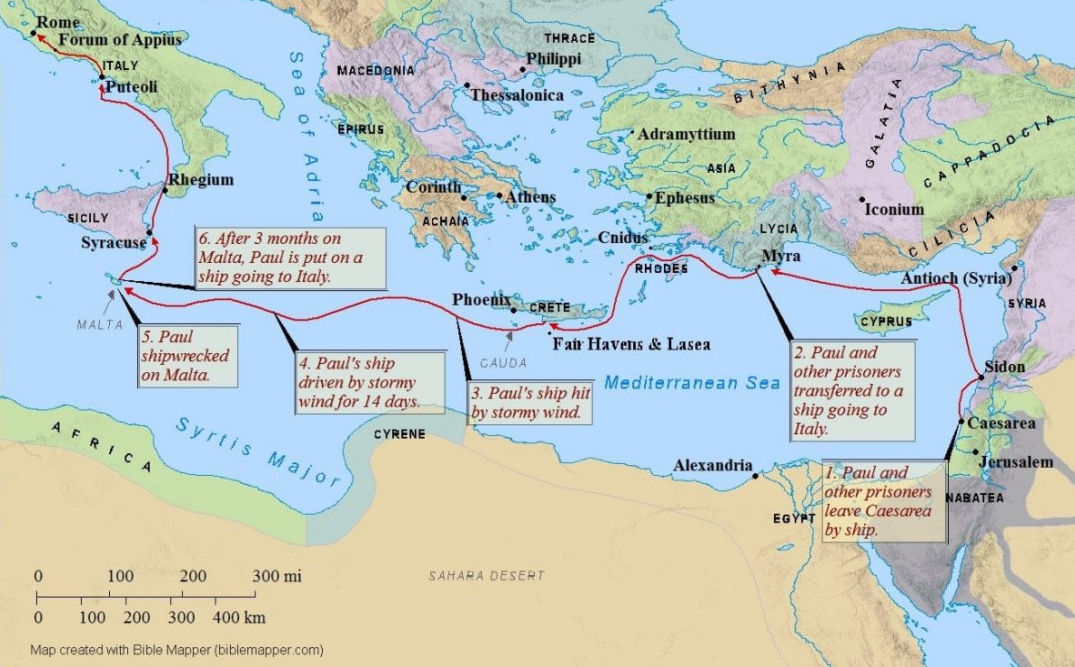 Rome
Forum of Appius
ITALY
Puteoli
Sea of Adria
MACEDONIA
THRACE
Philippi
Thessalonica
EPIRUS
BITHYNIA
GALATIA
CAPPADOCIA
Adramyttium
ASIA
Rhegium
SICILY
Syracuse
Corinth
Athens
ACHAIA
Ephesus
Iconium
CILICIA
LYCIA
Cnidus
RHODES
Myra
Antioch (Syria)
SYRIA
CYPRUS
6. After 3 months on
Malta, Paul is put on a
ship going to Italy.
MALTA
Phoenix
CRETE
Fair Havens & Lasea
CAUDA
5. Paul
shipwrecked
on Malta.
4. Paul's ship
driven by stormy
wind for 14 days.
3. Paul's ship hit
by stormy wind.
Mediterranean Sea
2. Paul and
other prisoners
transferred to a
ship going to
Italy.
Sidon
Caesarea
Jerusalem
AFRICA
Syrtis Major
CYRENE
Alexandria
EGYPT
NABATEA
1. Paul and
other prisoners
leave Caesarea
by ship.
SAHARA DESERT
0 100 200 300 mi
0 100 200 300 400 km
Map created with Bible Mapper (biblemapper.com)